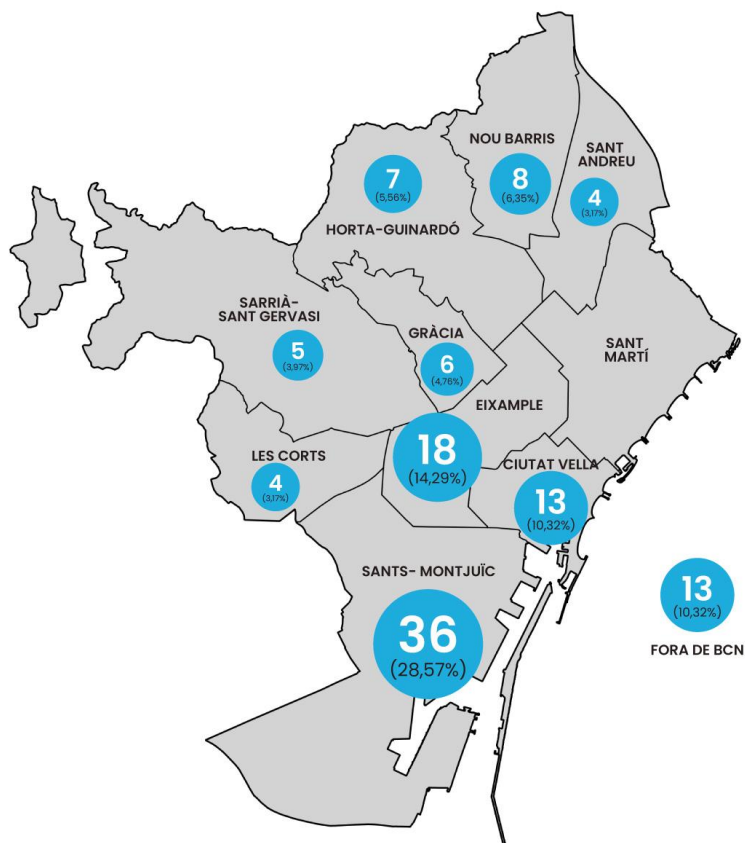 NOU BARRIS
8
(6,35%)
SANT
ANDREU
4
(3,17%)
7
(5,56%)
HORTA-GUINARDÓ
SARRIÀ-
SANT GERVASI
5
(3,97%)
GRÀCIA
6
(4,76%)
SANT
MARTÍ
EIXAMPLE
18
(14,29%)
LES CORTS
4
(3,17%)
CIUTAT VELLA
13
(10,32%)
SANTS- MONTJUÏC
36
(28,57%)
13
(10,32%)
FORA DE BCN